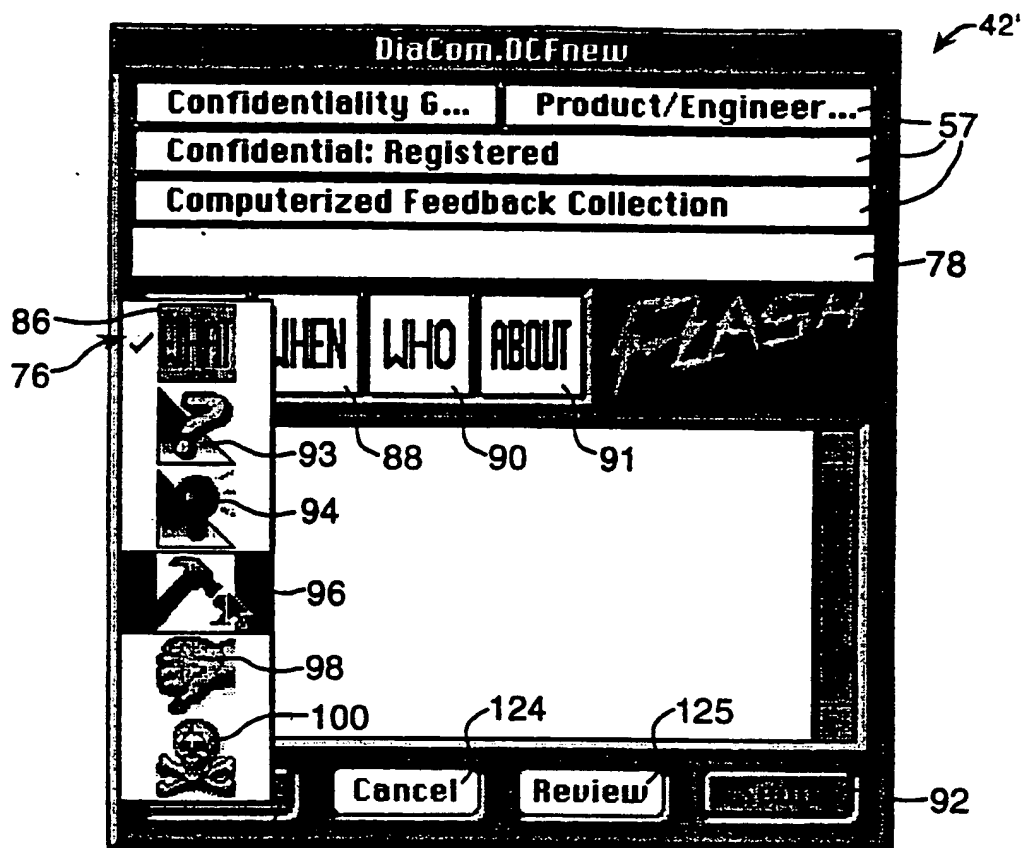 42'
DiaCom.DCFnew
Confidentiality G... Product/Engineer...
57
Confidential: Registered
Computerized Feedback Collection
78
86 WHAT WHEN WHO ABOUT FLASH
76
93 88 90 91
94
96
98
100 124 125
Cancel Review 92